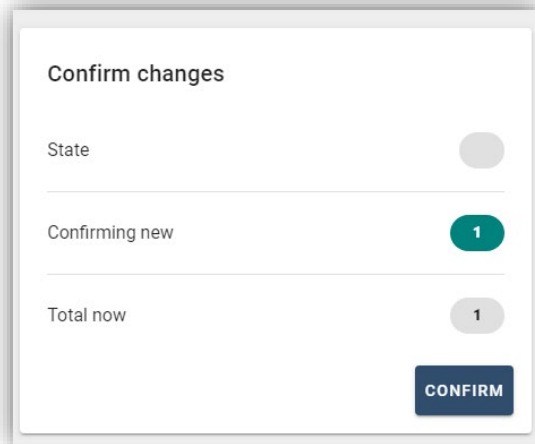 Confirm changes
State
Confirming new 1
Total now 1
CONFIRM